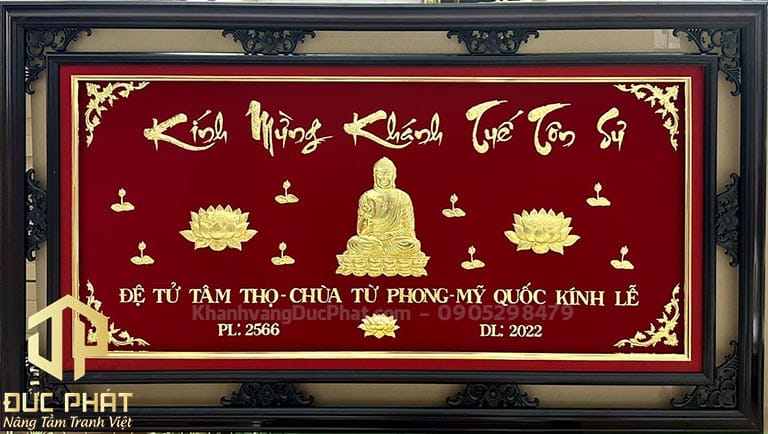 Kính Mừng Khánh Tuế Tôn Sư
ĐỆ TỬ TÂM THỌ-CHÙA TỪ PHONG-MỸ QUỐC KÍNH LỄ
KhanhvangDucPhat.com - 0905298479
PL: 2566 DL: 2022
ĐỨC PHÁT
Nâng Tầm Tranh Việt